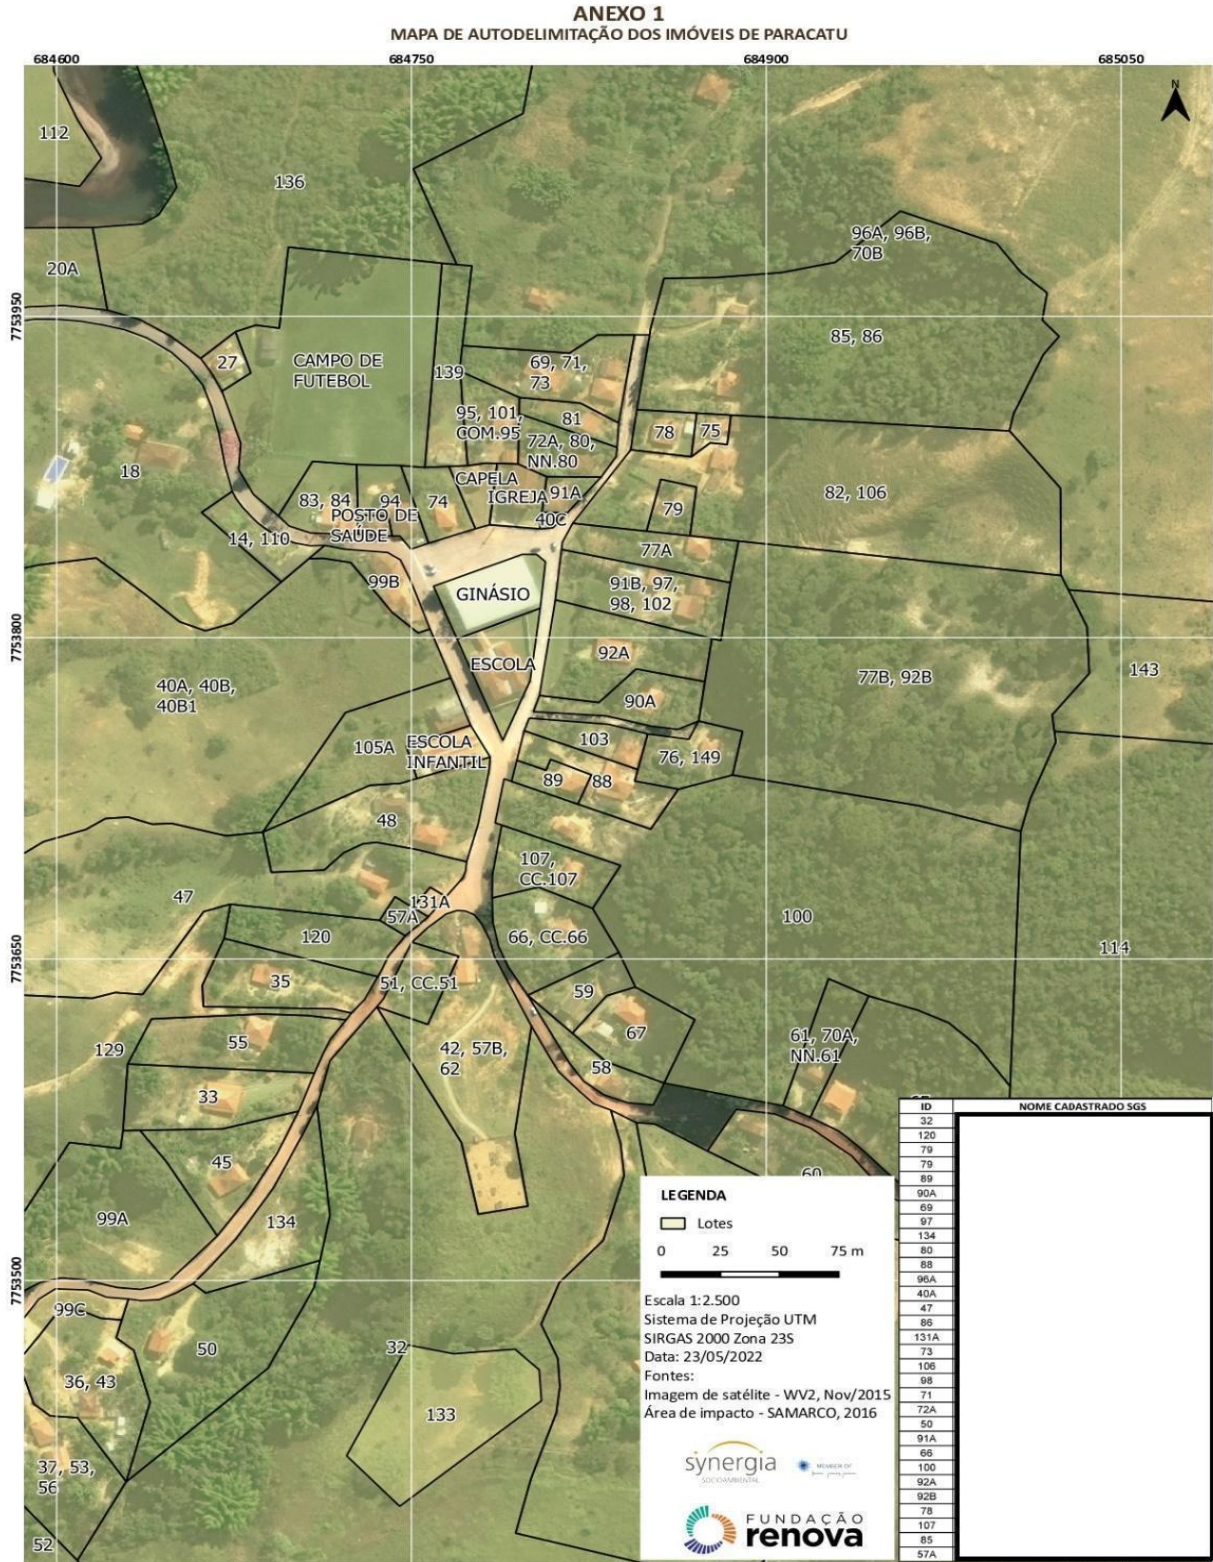 ANEXO 1
MAPA DE AUTODELIMITAÇÃO DOS IMÓVEIS DE PARACATU
684600
684750
684900
685050
N
112
136
96A, 96B,
70B
20A
7753950
85, 86
27
CAMPO DE
FUTEBOL
139
69, 71,
73
95, 101,
COM.95
81
78
75
72A, 80,
NN.80
18
CAPELA
IGREJA
91A
83, 84
94
74
82, 106
79
POSTO DE
SAÚDE
40C
14, 110
77A
99B
GINÁSIO
91B, 97,
98, 102
7753800
ESCOLA
92A
40A, 40B,
40B1
77B, 92B
143
90A
105A
ESCOLA
INFANTIL
103
76, 149
89
88
48
107,
CC.107
47
131A
57A
100
120
66, CC.66
114
7753650
35
51, CC.51
59
67
55
129
42, 57B,
62
61, 70A,
NN.61
58
33
45
60
99A
134
7753500
99C
50
32
36, 43
133
37, 53,
56
52
LEGENDA
Lotes
0 25 50 75 m
Escala 1:2.500
Sistema de Projeção UTM
SIRGAS 2000 Zona 23S
Data: 23/05/2022
Fontes:
Imagem de satélite - WV2, Nov/2015
Área de impacto - SAMARCO, 2016
synergia
SOCIOAMBIENTAL
MEMBER OF
FUNDAÇÃO
renova
ID NOME CADASTRADO SGS
32
120
79
79
89
90A
69
97
134
80
88
96A
40A
47
86
131A
73
106
98
71
72A
50
91A
66
100
92A
92B
78
107
85
57A